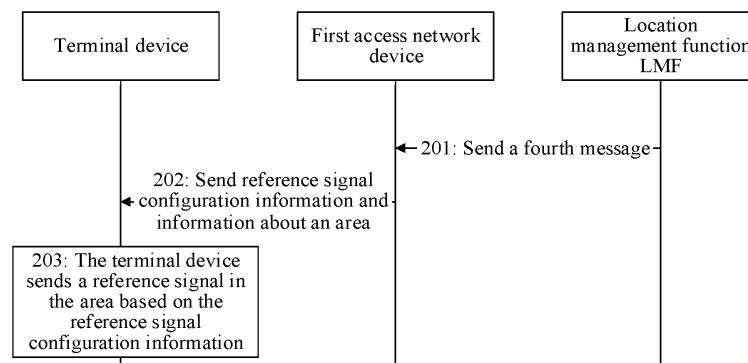 Terminal device
First access network
device
Location
management function
LMF
201: Send a fourth message
202: Send reference signal
configuration information and
information about an area
203: The terminal device
sends a reference signal in
the area based on the
reference signal
configuration information